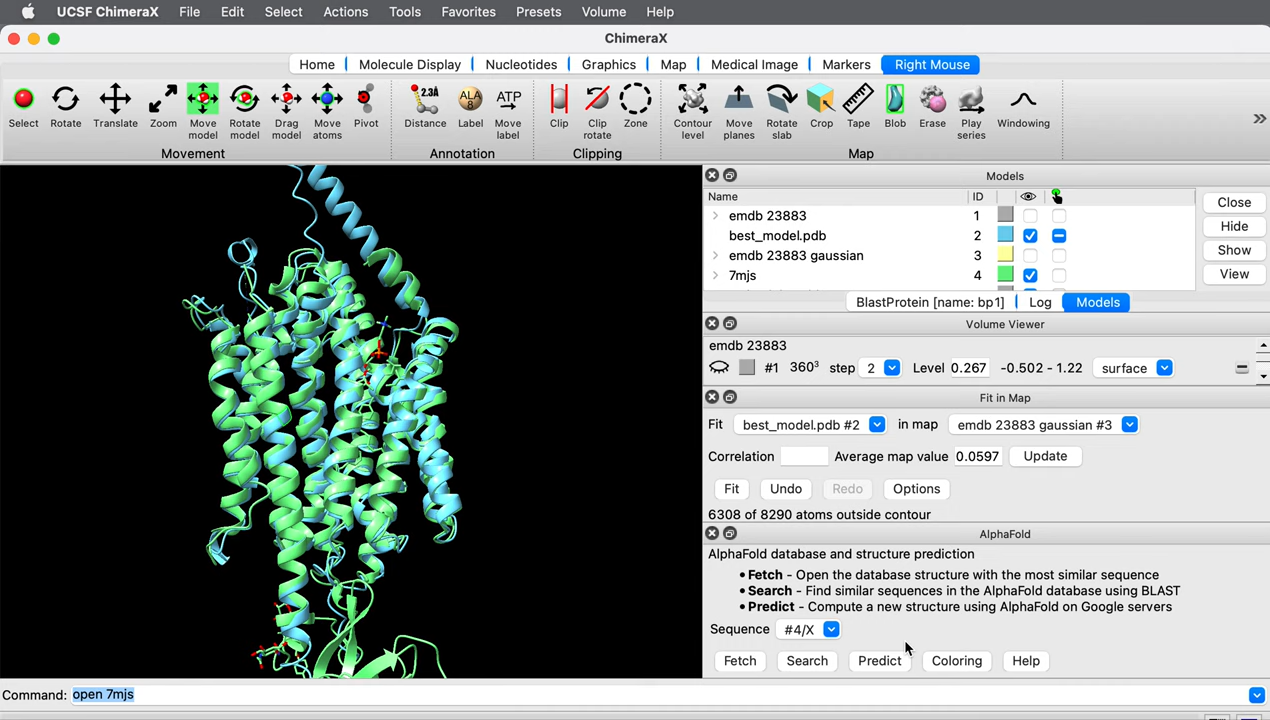 UCSF ChimeraX File Edit Select Actions Tools Favorites Presets Volume Help
ChimeraX
Home Molecule Display Nucleotides Graphics Map Medical Image Markers Right Mouse
2.3Å ALA 8 ATP
Select Rotate Translate Zoom Move model Rotate model Drag model Move atoms Pivot Distance Label Move label Clip Clip rotate Zone Contour level Move planes Rotate slab Crop Tape Blob Erase Play series Windowing
Movement Annotation Clipping Map
Models
Name ID
emdb 23883 1
best_model.pdb 2
emdb 23883 gaussian 3
7mjs 4
Close
Hide
Show
View
BlastProtein [name: bp1] Log Models
Volume Viewer
emdb 23883
#1 360³ step 2 Level 0.267 -0.502 - 1.22 surface
Fit in Map
Fit best_model.pdb #2 in map emdb 23883 gaussian #3
Correlation Average map value 0.0597 Update
Fit Undo Redo Options
6308 of 8290 atoms outside contour
AlphaFold
AlphaFold database and structure prediction
• Fetch - Open the database structure with the most similar sequence
• Search - Find similar sequences in the AlphaFold database using BLAST
• Predict - Compute a new structure using AlphaFold on Google servers
Sequence #4/X
Fetch Search Predict Coloring Help
Command: open 7mjs